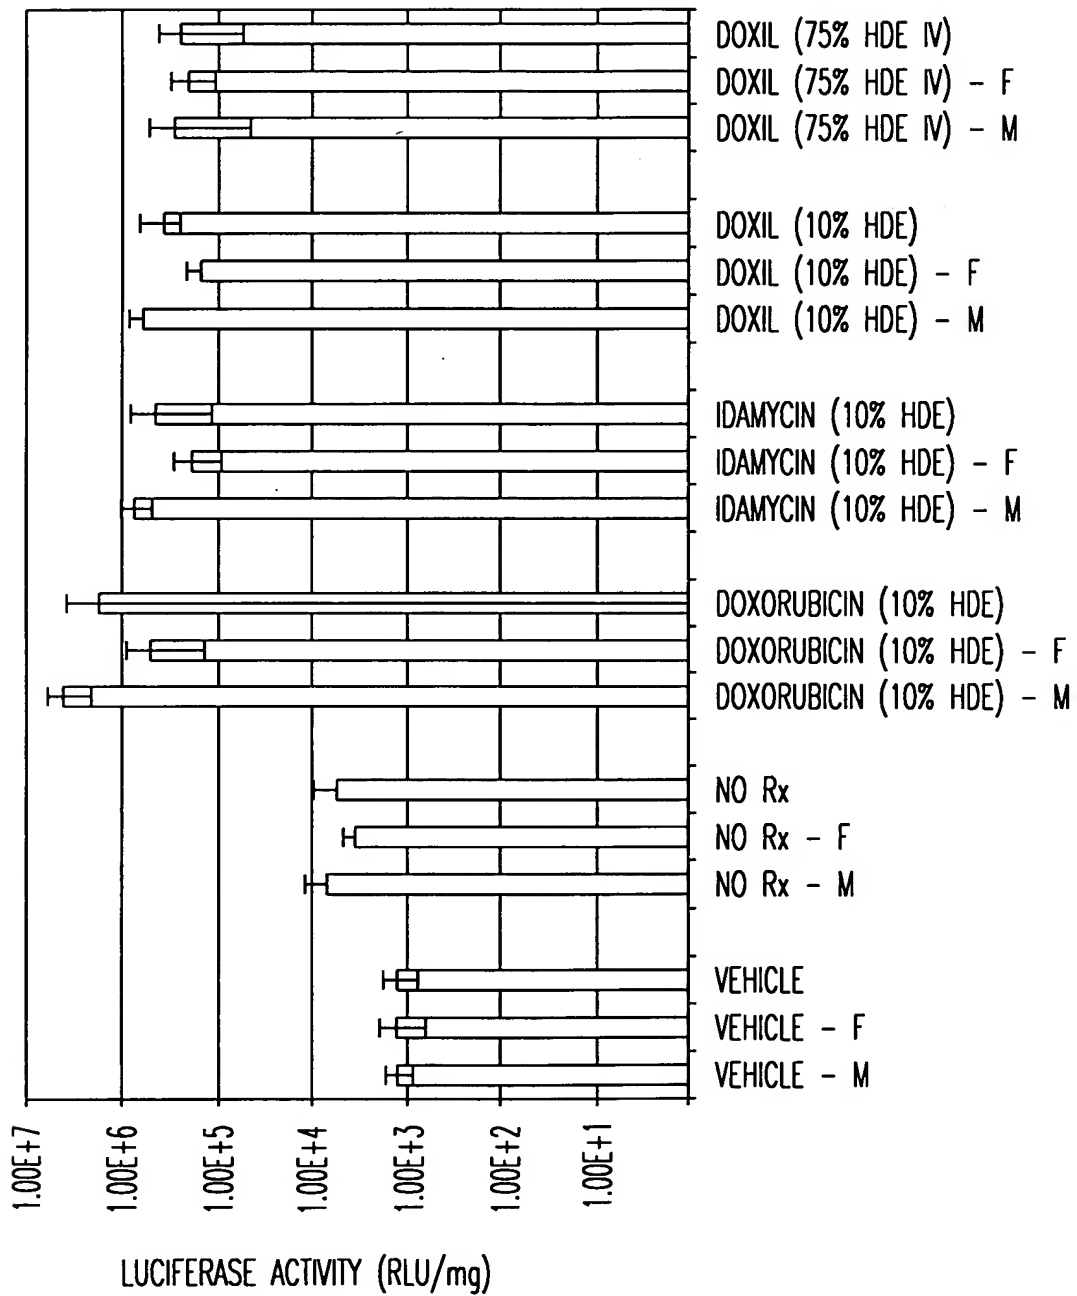 DOXIL (75% HDE IV)
DOXIL (75% HDE IV) – F
DOXIL (75% HDE IV) – M
DOXIL (10% HDE)
DOXIL (10% HDE) – F
DOXIL (10% HDE) – M
IDAMYCIN (10% HDE)
IDAMYCIN (10% HDE) – F
IDAMYCIN (10% HDE) – M
DOXORUBICIN (10% HDE)
DOXORUBICIN (10% HDE) – F
DOXORUBICIN (10% HDE) – M
NO Rx
NO Rx – F
NO Rx – M
VEHICLE
VEHICLE – F
VEHICLE – M
1.00E+7
1.00E+6
1.00E+5
1.00E+4
1.00E+3
1.00E+2
1.00E+1
LUCIFERASE ACTIVITY (RLU/mg)